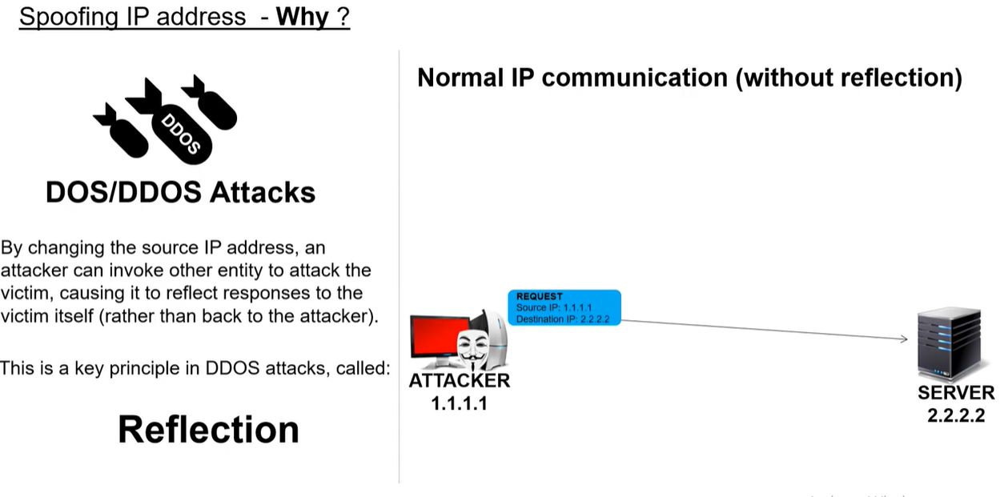 Spoofing IP address - Why ?
DDOS
DOS/DDOS Attacks
By changing the source IP address, an
attacker can invoke other entity to attack the
victim, causing it to reflect responses to the
victim itself (rather than back to the attacker).
This is a key principle in DDOS attacks, called:
Reflection
Normal IP communication (without reflection)
REQUEST
Source IP: 1.1.1.1
Destination IP: 2.2.2.2
ATTACKER
1.1.1.1
SERVER
2.2.2.2